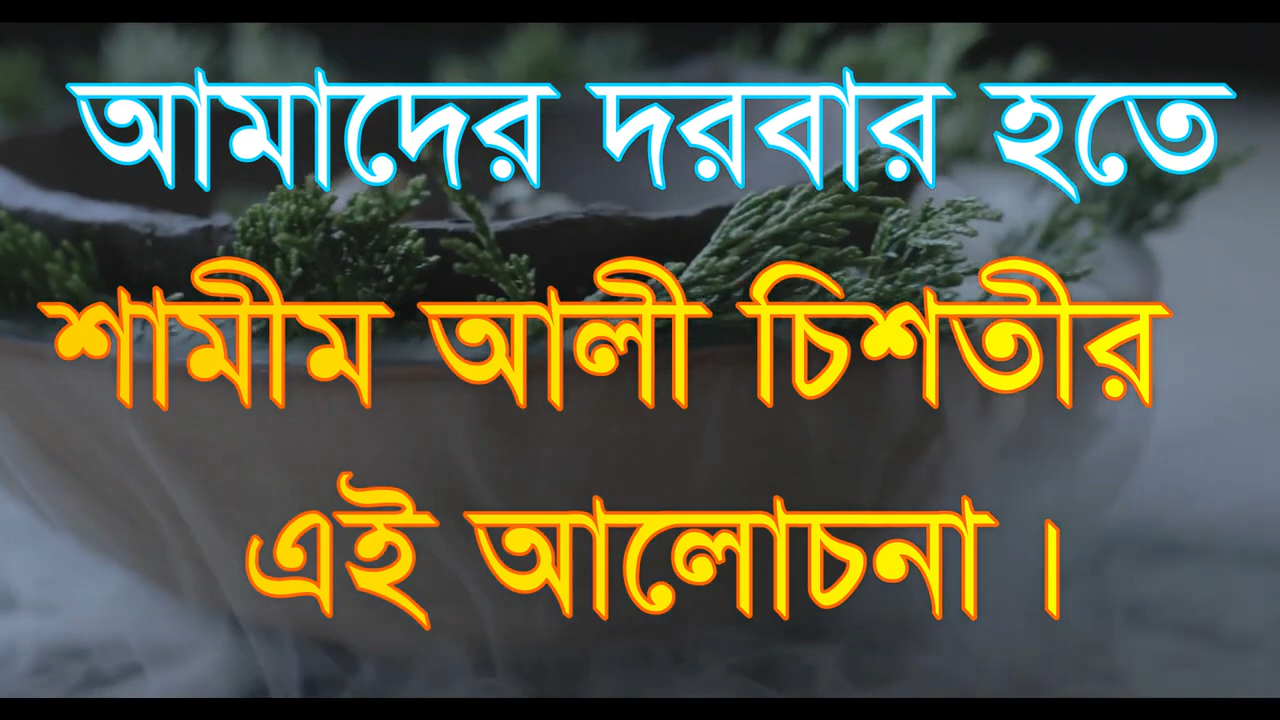 আমাদের দরবার হতে
শামীম আলী চিশতীর
এই আলোচনা।